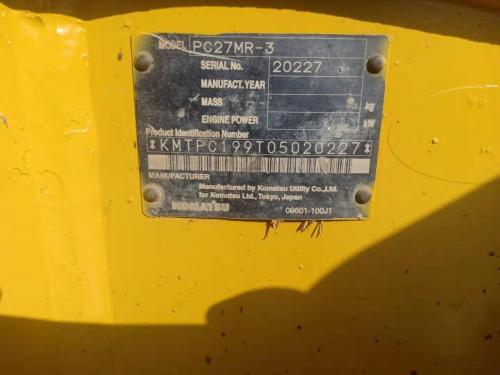 MODEL PC27MR-3
SERIAL No. 20227
MANUFACT. YEAR
MASS kg
ENGINE POWER kW
Product Identification Number
*KMTPC199T05020227*
MANUFACTURER
Manufactured by Komatsu Utility Co.,Ltd.
for Komatsu Ltd., Tokyo, Japan
KOMATSU 09601-100J1